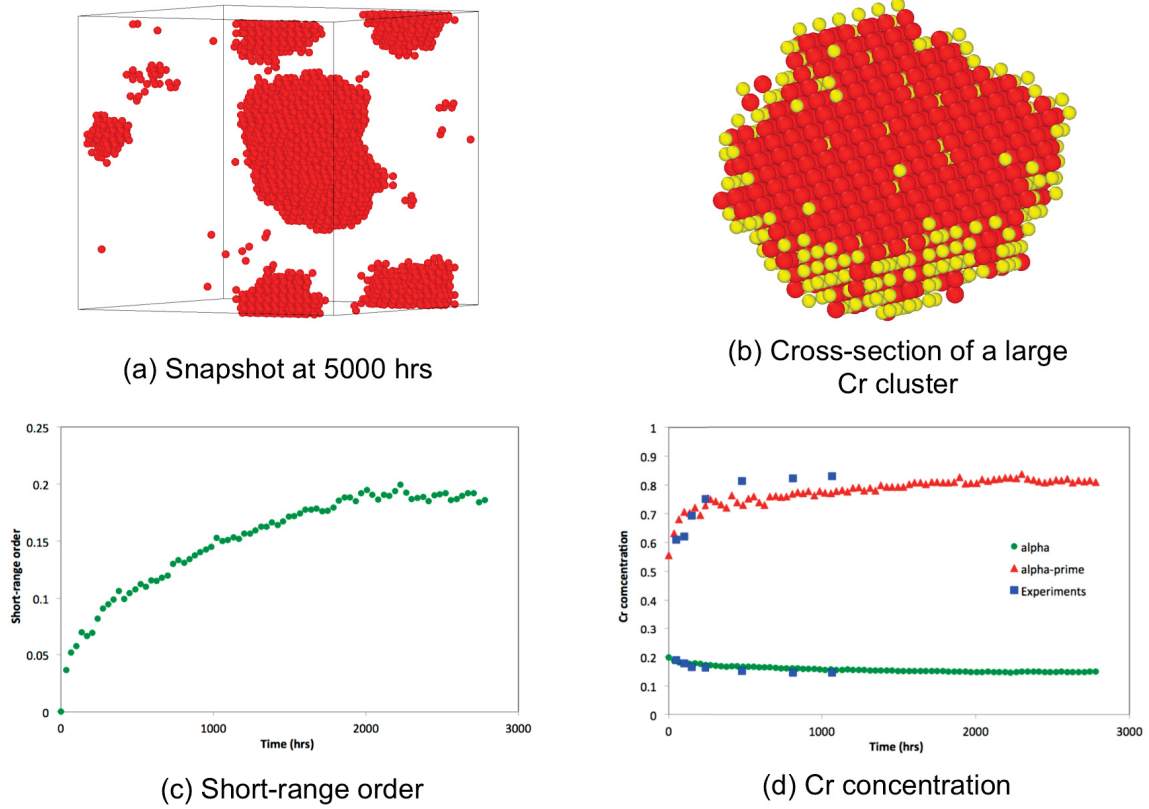 (a) Snapshot at 5000 hrs
(b) Cross-section of a large
Cr cluster
0.25
0.2
0.15
0.1
0.05
0
Short-range order
0
1000
2000
3000
Time (hrs)
(c) Short-range order
1
0.9
0.8
0.7
0.6
0.5
0.4
0.3
0.2
0.1
0
Cr comcentration
alpha
alpha-prime
Experiments
0
1000
2000
3000
Time (hrs)
(d) Cr concentration